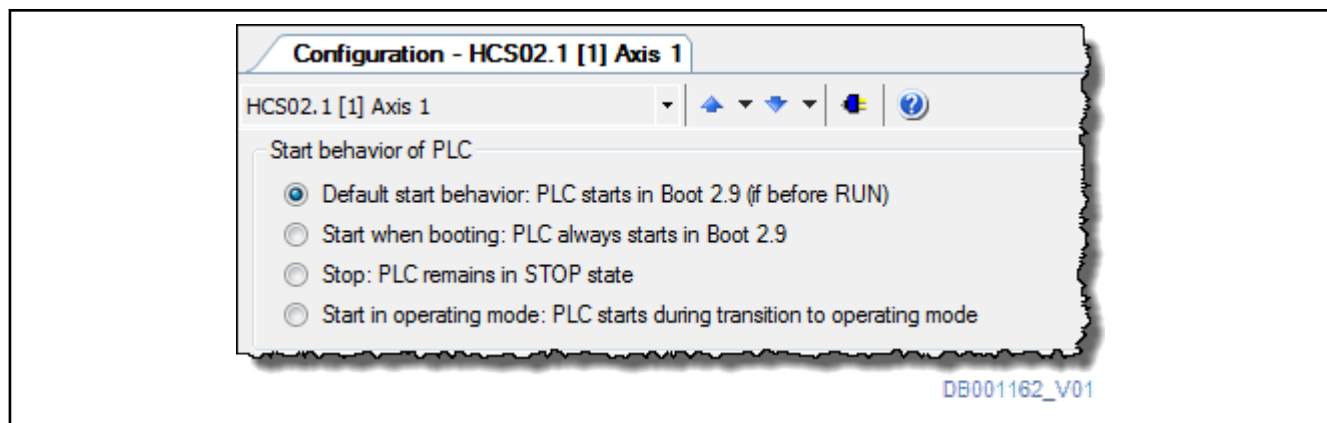 Configuration - HCS02.1 [1] Axis 1
HCS02.1 [1] Axis 1
Start behavior of PLC
Default start behavior: PLC starts in Boot 2.9 (if before RUN)
Start when booting: PLC always starts in Boot 2.9
Stop: PLC remains in STOP state
Start in operating mode: PLC starts during transition to operating mode
DB001162_V01